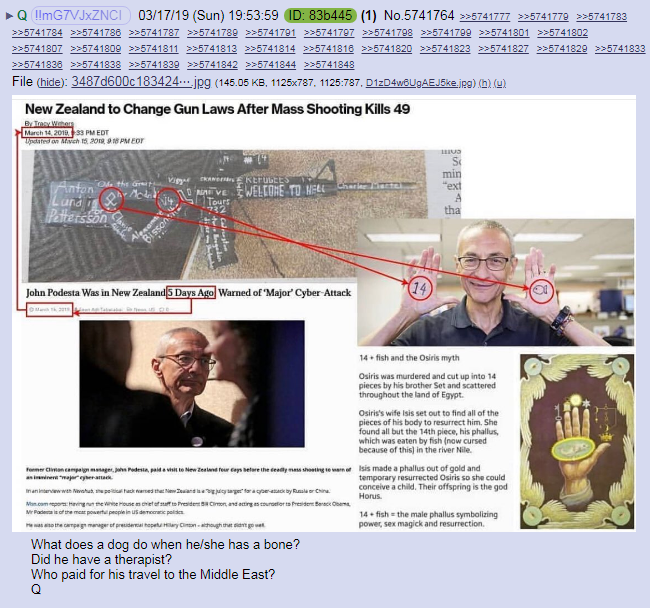 Q !!mG7VJxZNCI 03/17/19 (Sun) 19:53:59 ID: 83b445 (1) No.5741764 >>5741777 >>5741779 >>5741783
>>5741784 >>5741786 >>5741787 >>5741789 >>5741791 >>5741797 >>5741798 >>5741799 >>5741801 >>5741802
>>5741807 >>5741809 >>5741811 >>5741813 >>5741814 >>5741816 >>5741820 >>5741823 >>5741827 >>5741829 >>5741833
>>5741836 >>5741838 >>5741839 >>5741842 >>5741844 >>5741848
File (hide): 3487d600c183424⋯.jpg (145.05 KB, 1125x787, 1125:787, D1zD4w6UgAEJ5ke.jpg) (h) (u)
New Zealand to Change Gun Laws After Mass Shooting Kills 49
By Tracy Withers
March 14, 2019, 9:33 PM EDT
Updated on March 15, 2019, 9:15 PM EDT
Anton
Lundin
Pettersson
14
REFUGEES
WELCOME TO HELL
Charles Martel
Tours
Alexandre
Bissonnette
min
"ext
A
tha
John Podesta Was in New Zealand 5 Days Ago, Warned of 'Major' Cyber-Attack
14
Former Clinton campaign manager, John Podesta, paid a visit to New Zealand four days before the deadly mass shooting to warn of
an imminent "major" cyber-attack.
In an interview with Newshub, the political hack warned that New Zealand is a "big juicy target" for a cyber-attack by Russia or China.
Msn.com reports: Having run the White House as chief of staff to President Bill Clinton, and acting as counsellor to President Barack Obama,
Mr Podesta is of the most powerful people in US democratic politics.
He was also the campaign manager of presidential hopeful Hillary Clinton – although that didn't go well.
14 + fish and the Osiris myth
Osiris was murdered and cut up into 14
pieces by his brother Set and scattered
throughout the land of Egypt.
Osiris's wife Isis set out to find all of the
pieces of his body to resurrect him. She
found all but the 14th piece, his phallus,
which was eaten by fish (now cursed
because of this) in the river Nile.
Isis made a phallus out of gold and
temporary resurrected Osiris so she could
conceive a child. Their offspring is the god
Horus.
14 + fish = the male phallus symbolizing
power, sex magick and resurrection.
What does a dog do when he/she has a bone?
Did he have a therapist?
Who paid for his travel to the Middle East?
Q